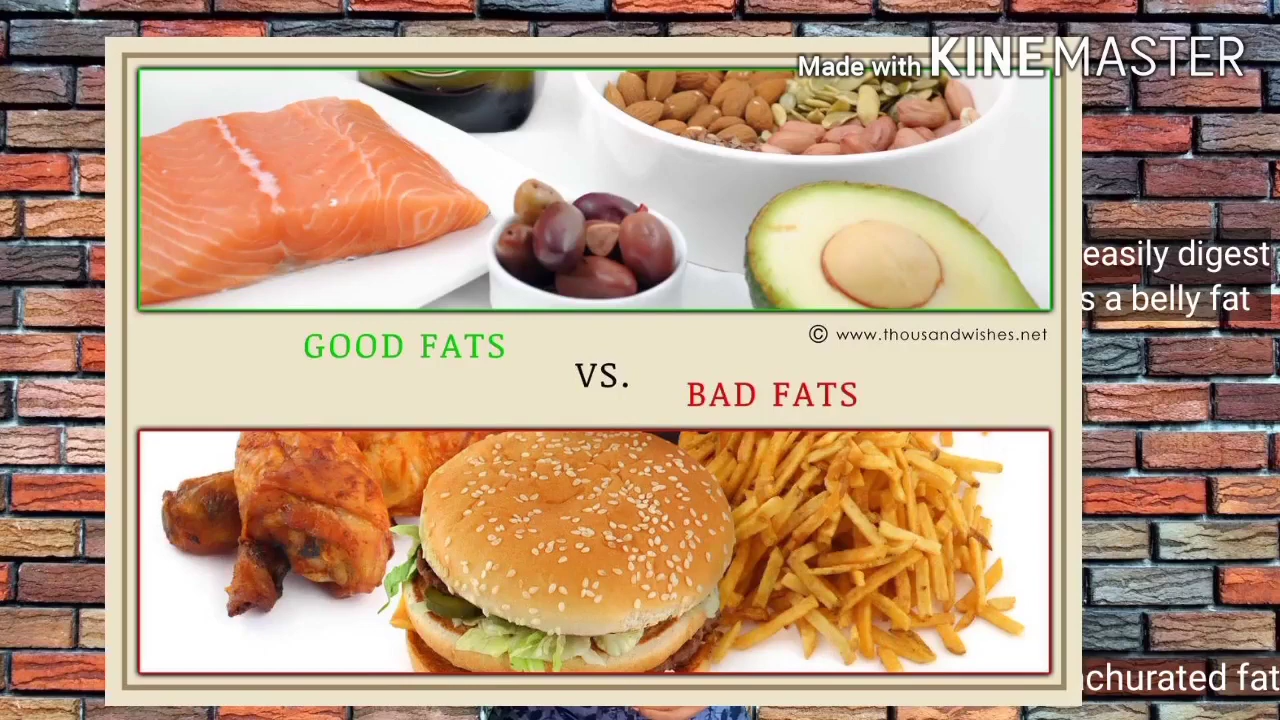 Made with KINEMASTER
easily digest
s a belly fat
© www.thousandwishes.net
GOOD FATS
VS.
BAD FATS
churated fat